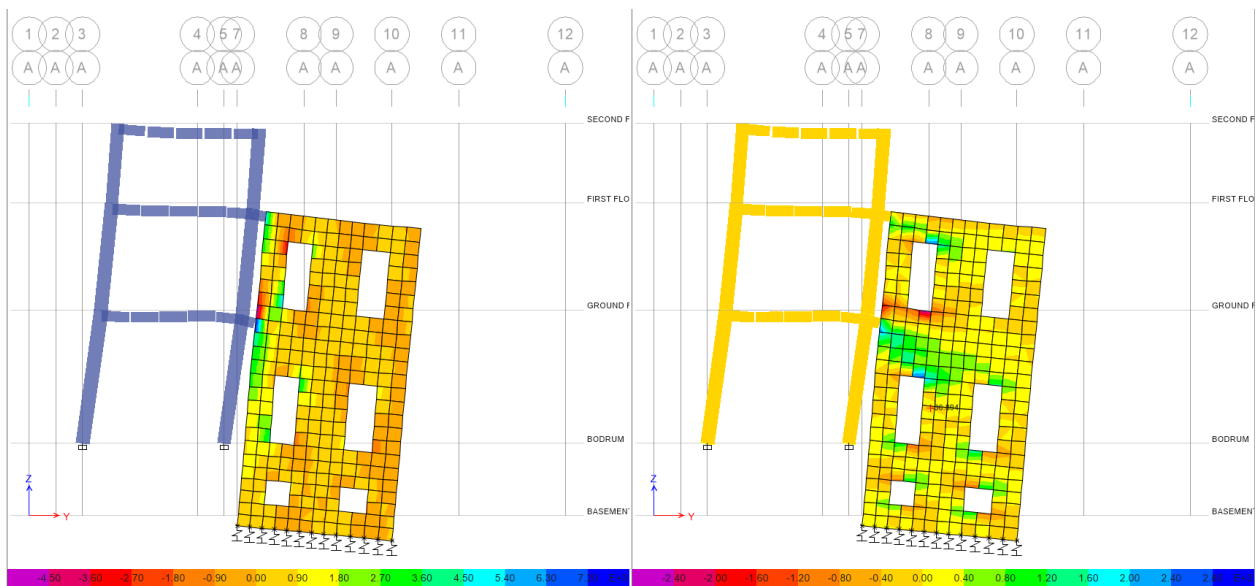 1 2 3 4 5 7 8 9 10 11 12
A A A A A A A A A A A
SECOND F
FIRST FLO
GROUND F
BODRUM
BASEMENT
Z
Y
-4.50 -3.60 -2.70 -1.80 -0.90 0.00 0.90 1.80 2.70 3.60 4.50 5.40 6.30
1 2 3 4 5 7 8 9 10 11 12
A A A A A A A A A A A
SECOND F
FIRST FLO
GROUND F
BODRUM
BASEMENT
Z
Y
-2.40 -2.00 -1.60 -1.20 -0.80 -0.40 0.00 0.40 0.80 1.20 1.60 2.00 2.40